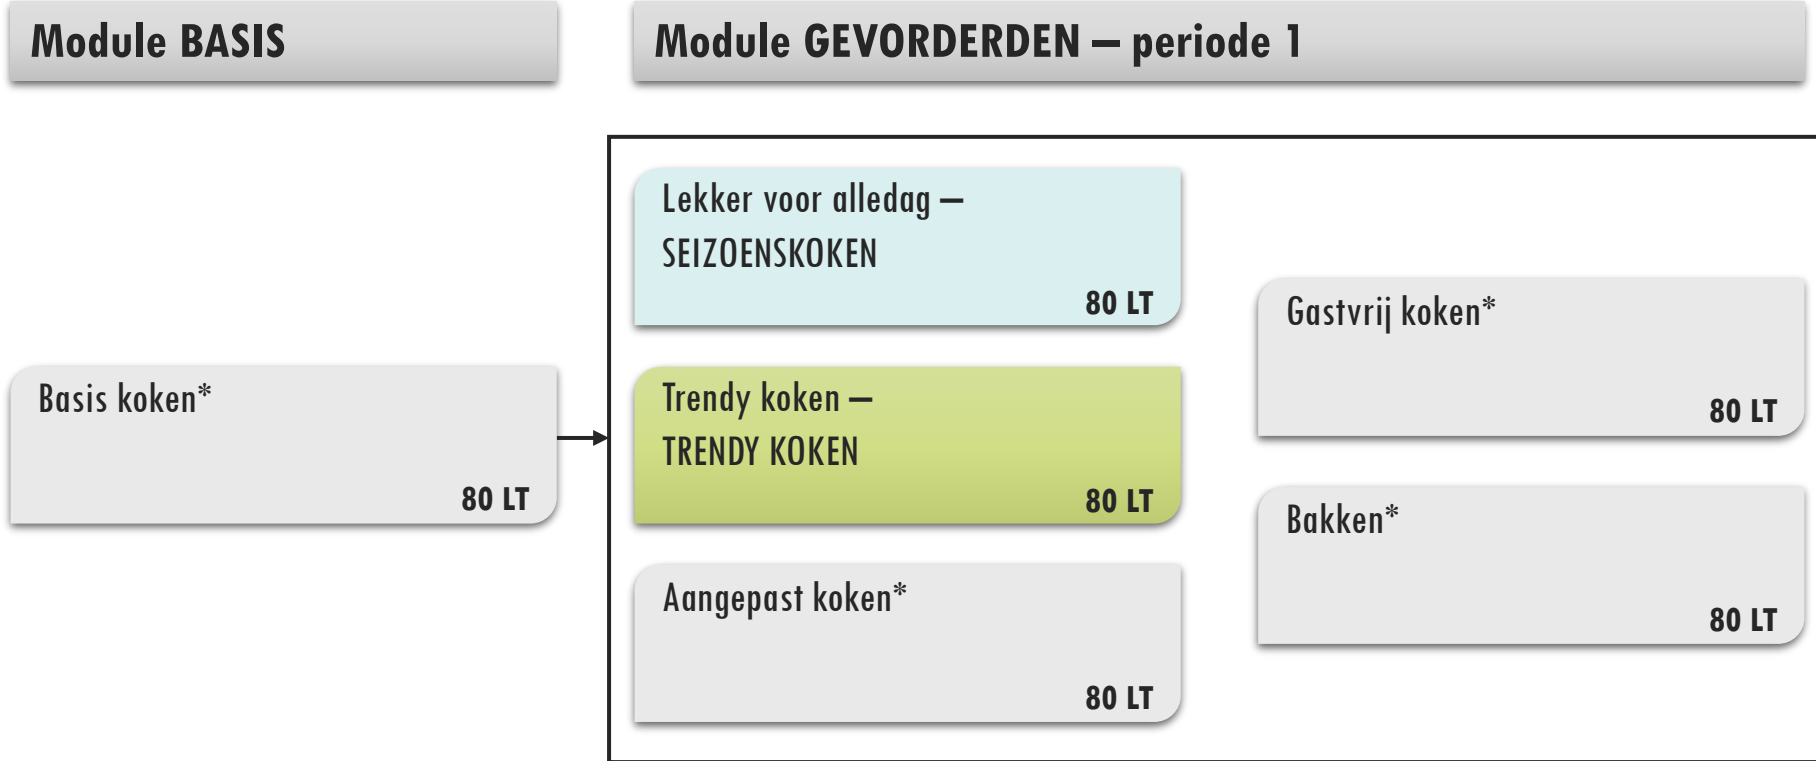 Module BASIS
Module GEVORDERDEN – periode 1
Basis koken*
80 LT
Lekker voor alledag –
SEIZOENSKOKEN
80 LT
Trendy koken –
TRENDY KOKEN
80 LT
Aangepast koken*
80 LT
Gastvrij koken*
80 LT
Bakken*
80 LT